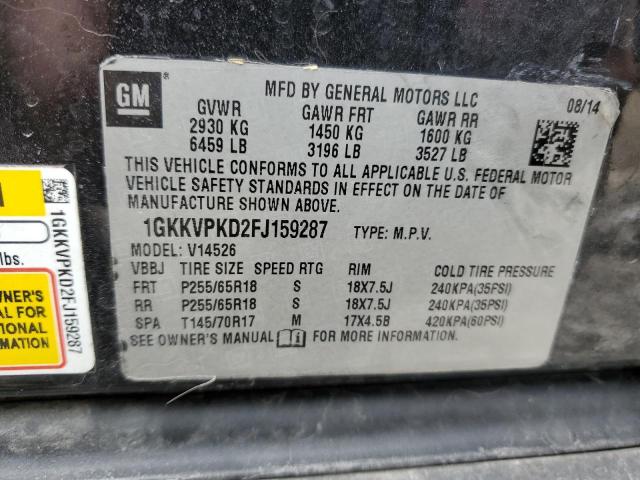 GM
MFD BY GENERAL MOTORS LLC
08/14
GVWR GAWR FRT GAWR RR
2930 KG 1450 KG 1600 KG
6459 LB 3196 LB 3527 LB
THIS VEHICLE CONFORMS TO ALL APPLICABLE U.S. FEDERAL MOTOR
VEHICLE SAFETY STANDARDS IN EFFECT ON THE DATE OF
MANUFACTURE SHOWN ABOVE.
1GKKVPKD2FJ159287 TYPE: M.P.V.
MODEL: V14526
VBBJ TIRE SIZE SPEED RTG RIM COLD TIRE PRESSURE
FRT P255/65R18 S 18X7.5J 240KPA(35PSI)
RR P255/65R18 S 18X7.5J 240KPA(35PSI)
SPA T145/70R17 M 17X4.5B 420KPA(60PSI)
SEE OWNER'S MANUAL FOR MORE INFORMATION.
lbs.
OWNER'S
FOR
MATION
1GKKVPKD2FJ159287